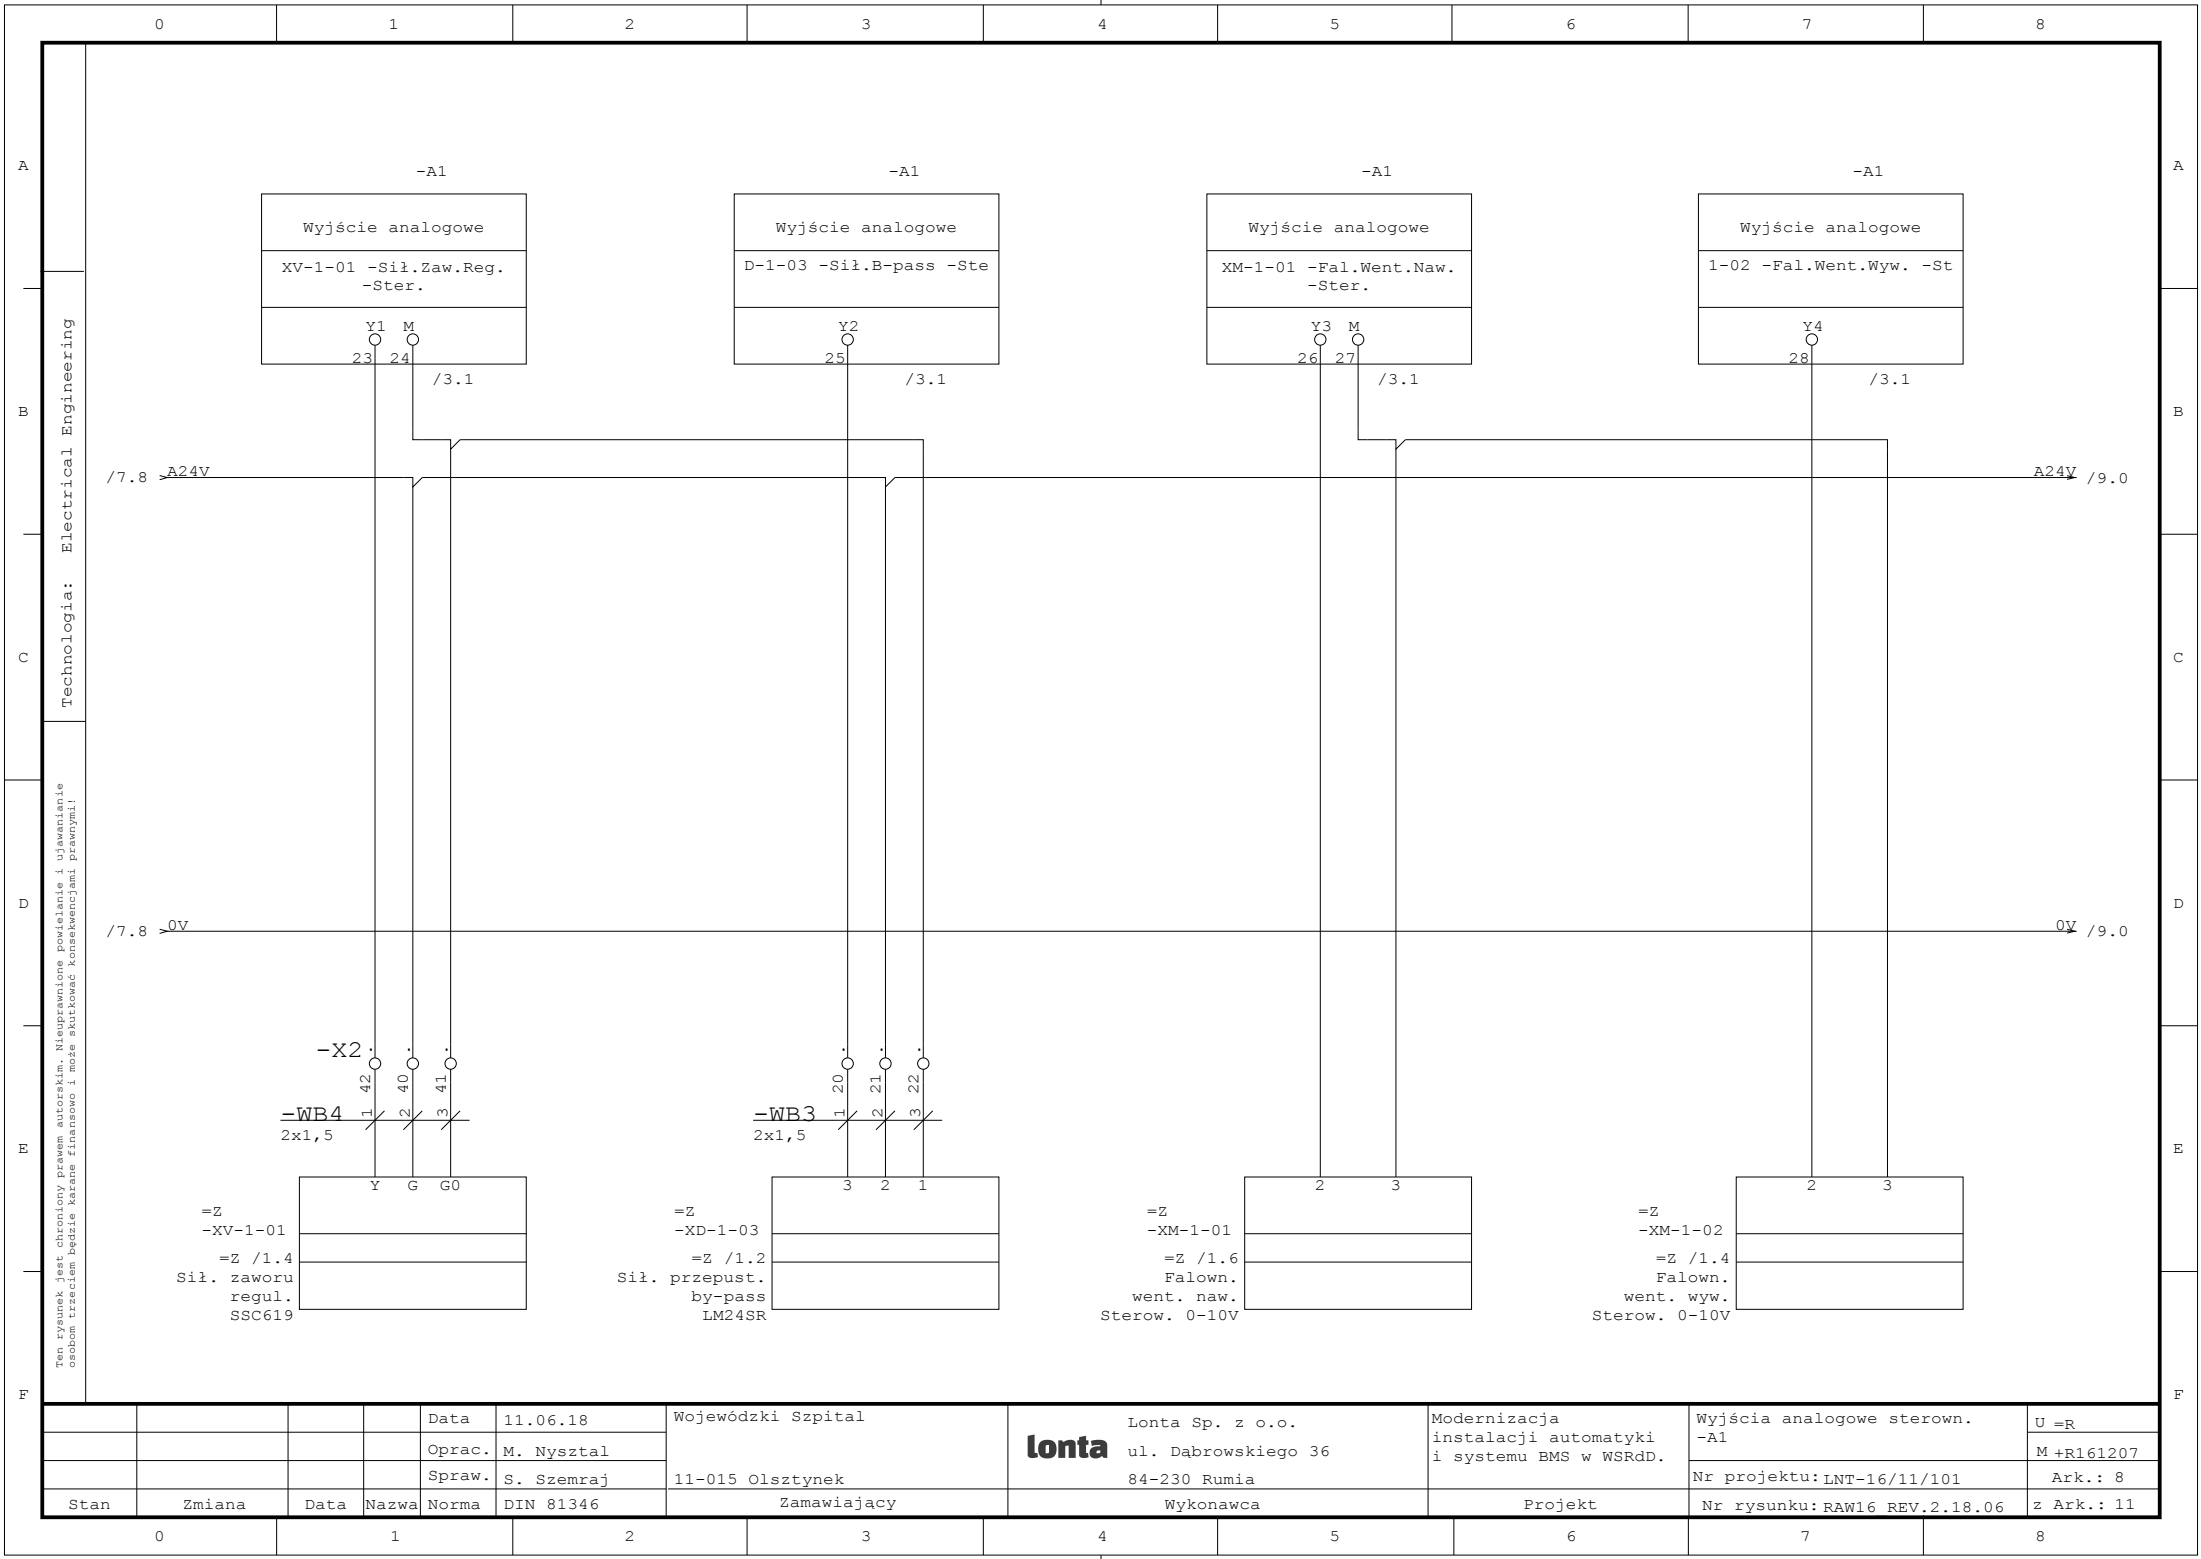 0 1 2 3 4 5 6 7 8
A
B
C
D
E
F
A
B
C
D
E
F
Technologia: Electrical Engineering
Ten rysunek jest chroniony prawem autorskim. Nieuprawnione powielanie i ujawanianie
osobom trzeciem będzie karane finansowo i może skutkować konsekwencjami prawnymi!
-A1
Wyjście analogowe
XV-1-01 -Sił.Zaw.Reg.
-Ster.
Y1 M
23 24
/3.1
-A1
Wyjście analogowe
D-1-03 -Sił.B-pass -Ste
Y2
25
/3.1
-A1
Wyjście analogowe
XM-1-01 -Fal.Went.Naw.
-Ster.
Y3 M
26 27
/3.1
-A1
Wyjście analogowe
1-02 -Fal.Went.Wyw. -St
Y4
28
/3.1
/7.8 A24V
A24V /9.0
/7.8 0V
0V /9.0
-X2
42 40 41
-WB4 1 2 3
2x1,5
Y G G0
=Z
-XV-1-01
=Z /1.4
Sił. zaworu
regul.
SSC619
20 21 22
-WB3 1 2 3
2x1,5
3 2 1
=Z
-XD-1-03
=Z /1.2
Sił. przepust.
by-pass
LM24SR
2 3
=Z
-XM-1-01
=Z /1.6
Falown.
went. naw.
Sterow. 0-10V
2 3
=Z
-XM-1-02
=Z /1.4
Falown.
went. wyw.
Sterow. 0-10V
Stan Zmiana Data Nazwa
Data 11.06.18
Oprac. M. Nysztal
Spraw. S. Szemraj
Norma DIN 81346
Wojewódzki Szpital
11-015 Olsztynek
Zamawiający
lonta
Lonta Sp. z o.o.
ul. Dąbrowskiego 36
84-230 Rumia
Wykonawca
Modernizacja
instalacji automatyki
i systemu BMS w WSRdD.
Projekt
Wyjścia analogowe sterown.
-A1
Nr projektu: LNT-16/11/101
Nr rysunku: RAW16 REV.2.18.06
U =R
M +R161207
Ark.: 8
z Ark.: 11
0 1 2 3 4 5 6 7 8